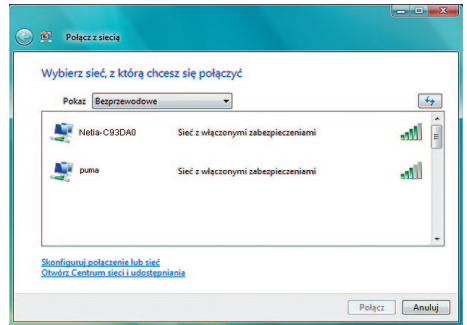 Połącz z siecią
Wybierz sieć, z którą chcesz się połączyć
Pokaż Bezprzewodowe
Netia-C93DA0 Sieć z włączonymi zabezpieczeniami
puma Sieć z włączonymi zabezpieczeniami
Skonfiguruj połączenie lub sieć
Otwórz Centrum sieci i udostępniania
Połącz Anuluj